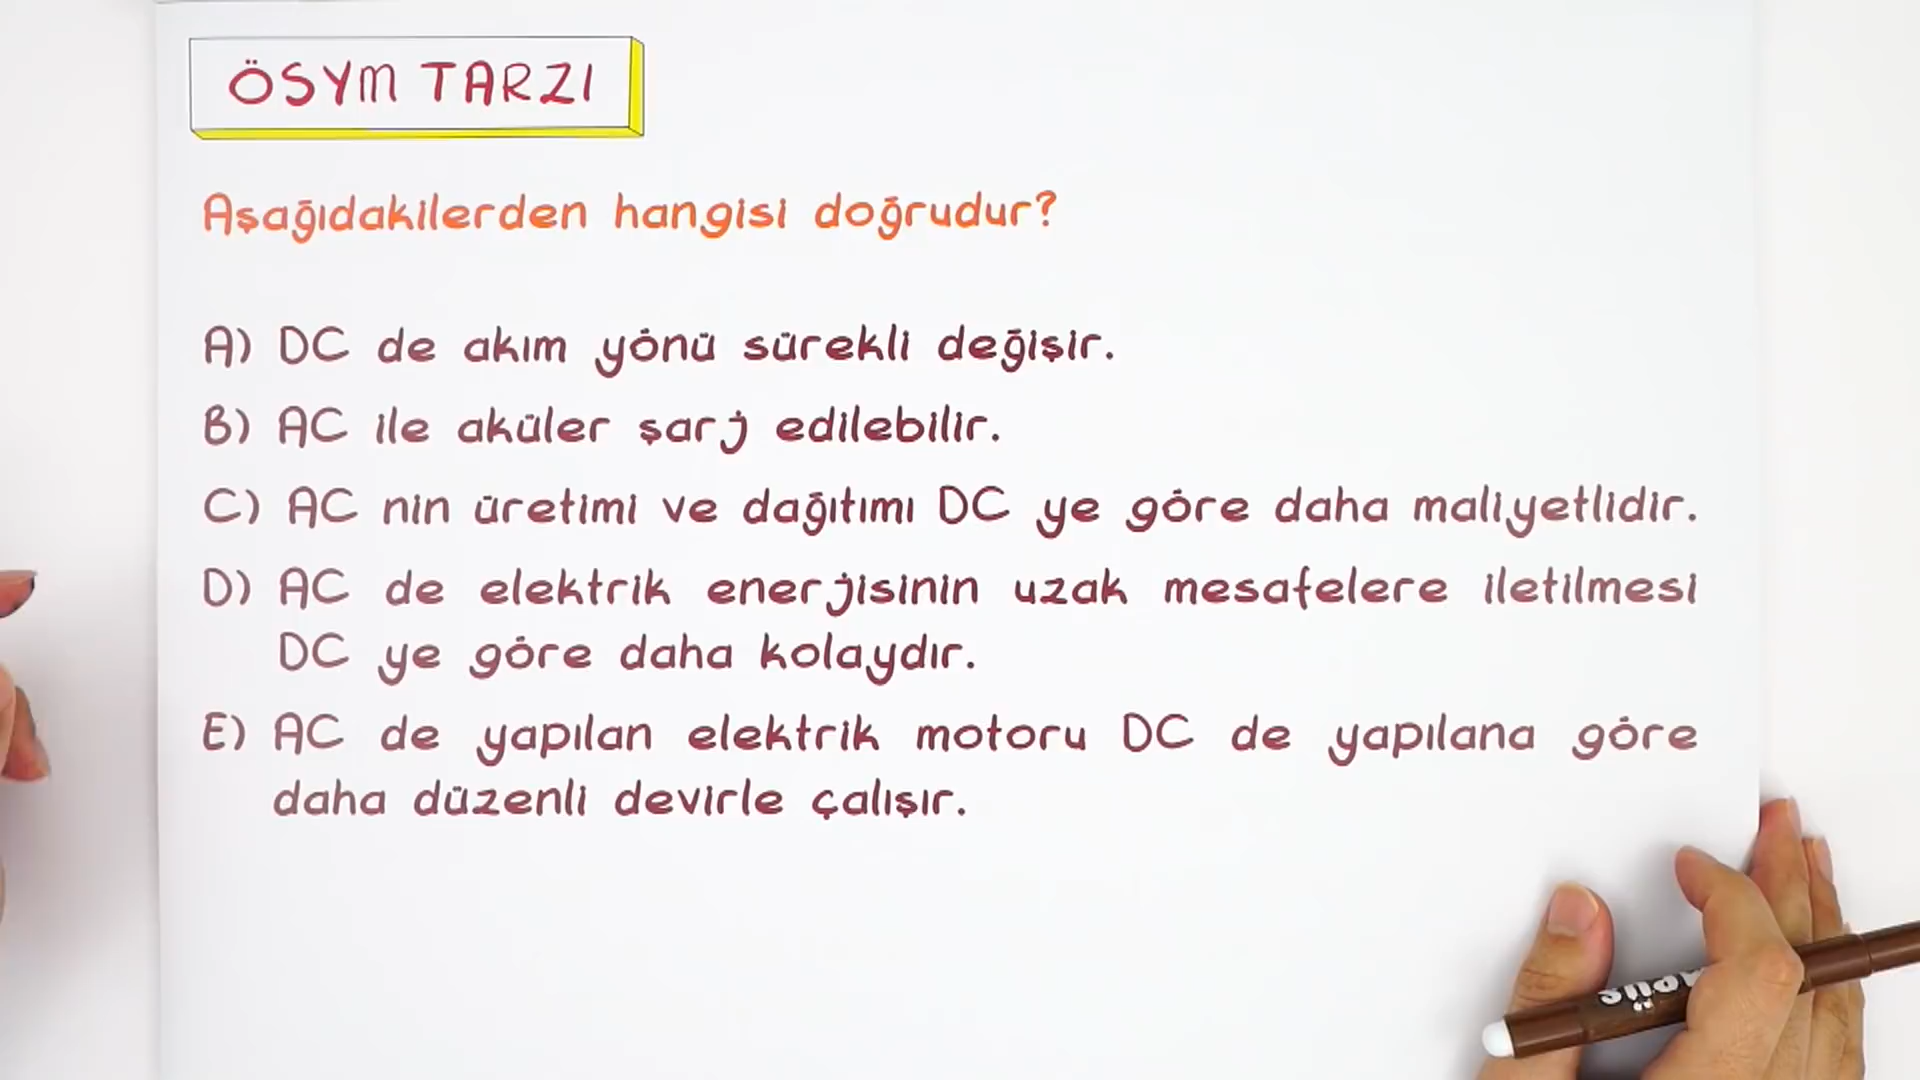 ÖSYM TARZI
Aşağıdakilerden hangisi doğrudur?
A) DC de akım yönü sürekli değişir.
B) AC ile aküler şarj edilebilir.
C) AC nin üretimi ve dağıtımı DC ye göre daha maliyetlidir.
D) AC de elektrik enerjisinin uzak mesafelere iletilmesi
DC ye göre daha kolaydır.
E) AC de yapılan elektrik motoru DC de yapılana göre
daha düzenli devirle çalışır.